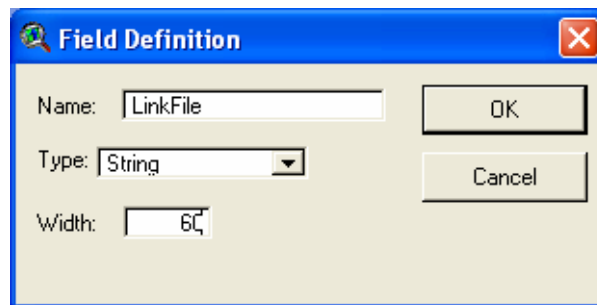 Field Definition
Name: LinkFile
OK
Type: String
Cancel
Width: 60